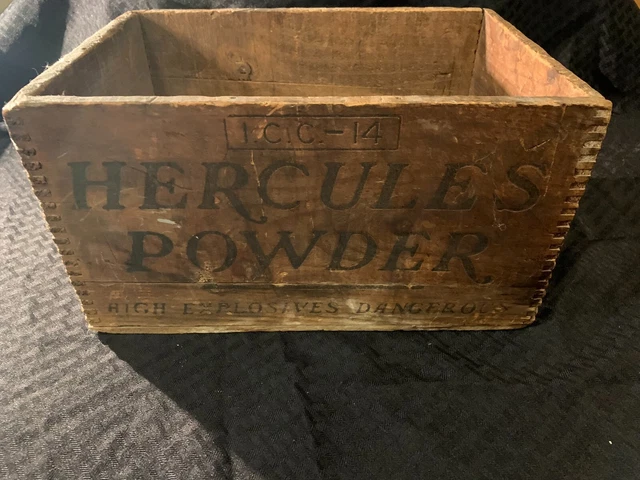 I.C.C.-14
HERCULES
POWDER
HIGH EXPLOSIVES DANGEROUS